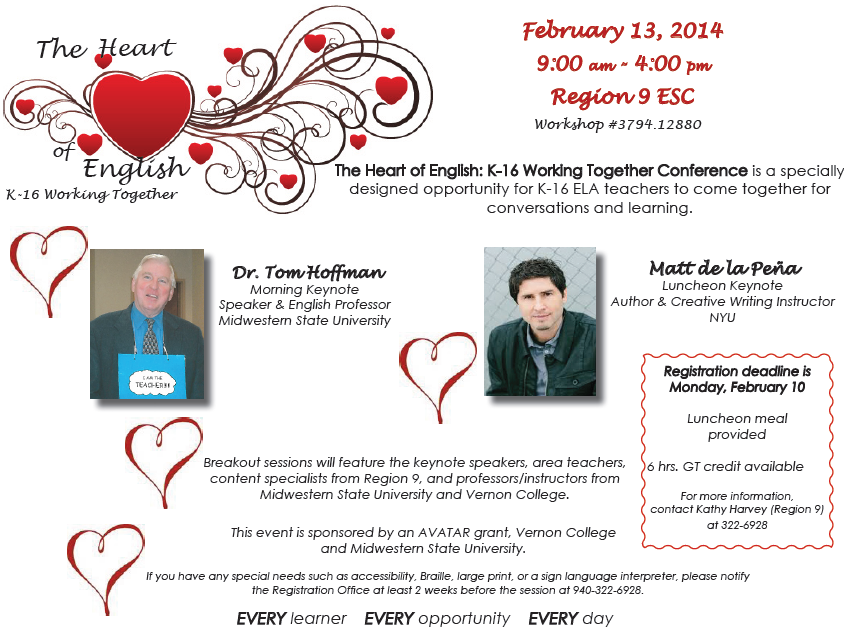 The Heart
of English
K-16 Working Together
February 13, 2014
9:00 am ~ 4:00 pm
Region 9 ESC
Workshop #3794.12880
The Heart of English: K-16 Working Together Conference is a specially
designed opportunity for K-16 ELA teachers to come together for
conversations and learning.
Dr. Tom Hoffman
Morning Keynote
Speaker & English Professor
Midwestern State University
I AM THE
TEACHER!!!
Matt de la Peña
Luncheon Keynote
Author & Creative Writing Instructor
NYU
Registration deadline is
Monday, February 10
Luncheon meal
provided
6 hrs. GT credit available
For more information,
contact Kathy Harvey (Region 9)
at 322-6928
Breakout sessions will feature the keynote speakers, area teachers,
content specialists from Region 9, and professors/instructors from
Midwestern State University and Vernon College.
This event is sponsored by an AVATAR grant, Vernon College
and Midwestern State University.
If you have any special needs such as accessibility, Braille, large print, or a sign language interpreter, please notify
the Registration Office at least 2 weeks before the session at 940-322-6928.
EVERY learner EVERY opportunity EVERY day